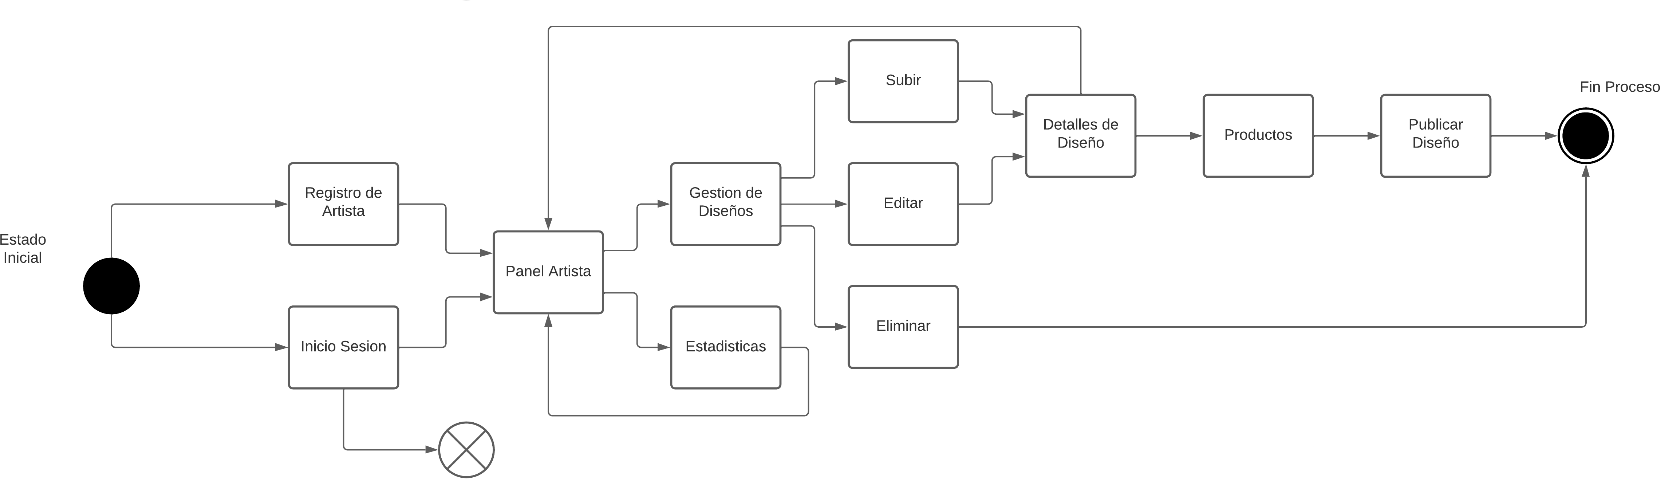 Estado
Inicial
Registro de
Artista
Inicio Sesion
Panel Artista
Gestion de
Diseños
Estadisticas
Subir
Editar
Eliminar
Detalles de
Diseño
Productos
Publicar
Diseño
Fin Proceso